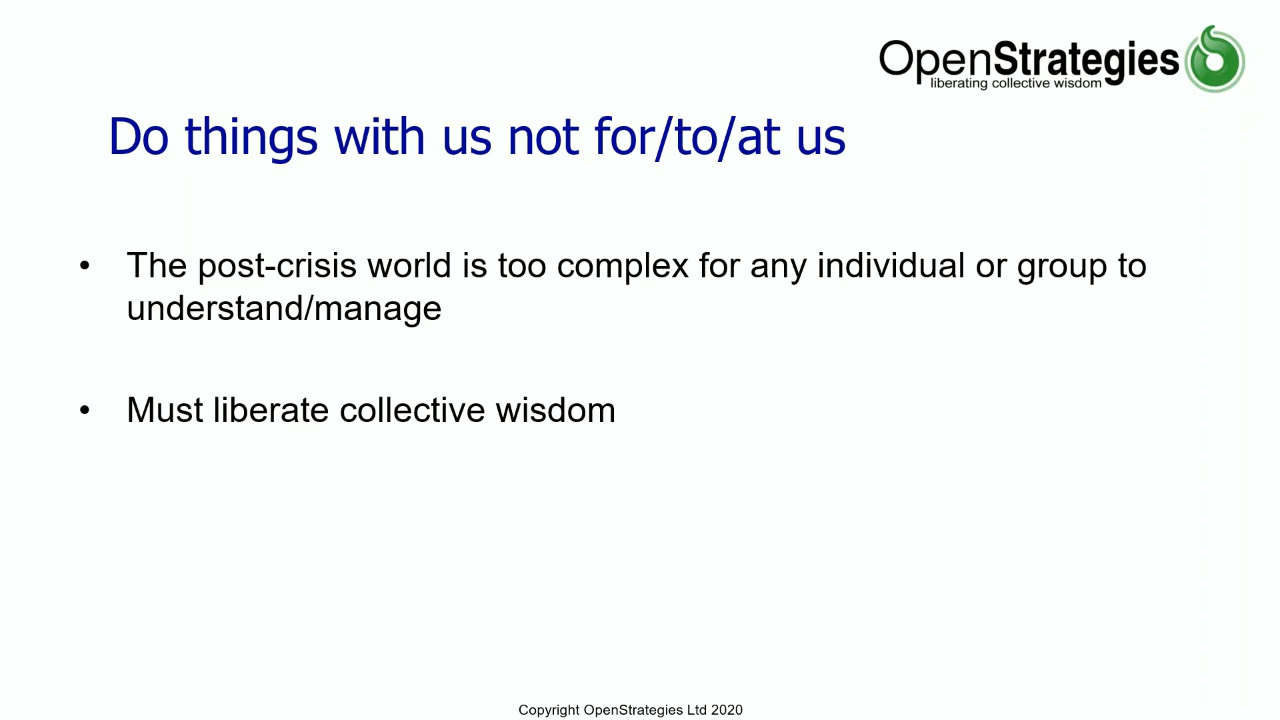 OpenStrategies
liberating collective wisdom
Do things with us not for/to/at us
• The post-crisis world is too complex for any individual or group to
understand/manage
• Must liberate collective wisdom
Copyright OpenStrategies Ltd 2020